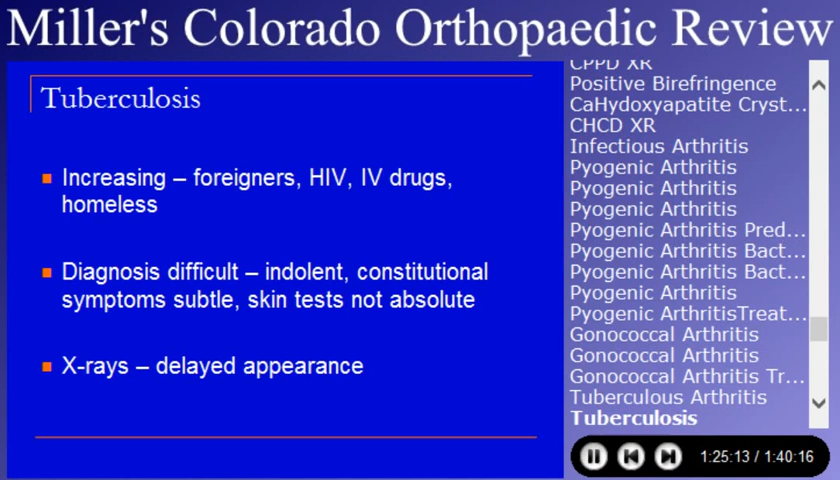 Miller's Colorado Orthopaedic Review
Tuberculosis
Increasing – foreigners, HIV, IV drugs,
homeless
Diagnosis difficult – indolent, constitutional
symptoms subtle, skin tests not absolute
X-rays – delayed appearance
CPPD XR
Positive Birefringence
CaHydoxyapatite Cryst...
CHCD XR
Infectious Arthritis
Pyogenic Arthritis
Pyogenic Arthritis
Pyogenic Arthritis
Pyogenic Arthritis Pred...
Pyogenic Arthritis Bact...
Pyogenic Arthritis Bact...
Pyogenic Arthritis
Pyogenic ArthritisTreat...
Gonococcal Arthritis
Gonococcal Arthritis
Gonococcal Arthritis Tr...
Tuberculous Arthritis
Tuberculosis
1:25:13 / 1:40:16